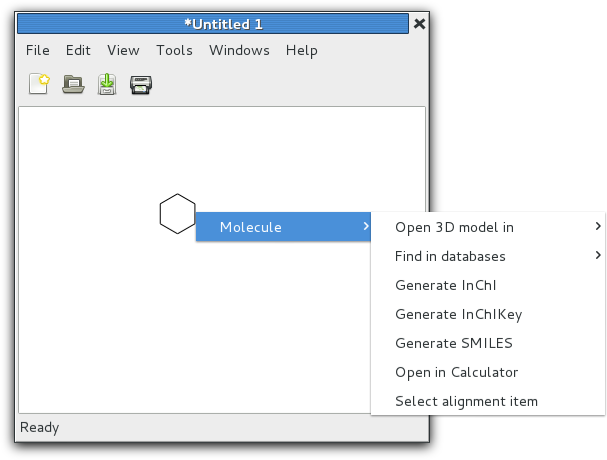 *Untitled 1
File Edit View Tools Windows Help
Molecule
Open 3D model in
Find in databases
Generate InChI
Generate InChIKey
Generate SMILES
Open in Calculator
Select alignment item
Ready